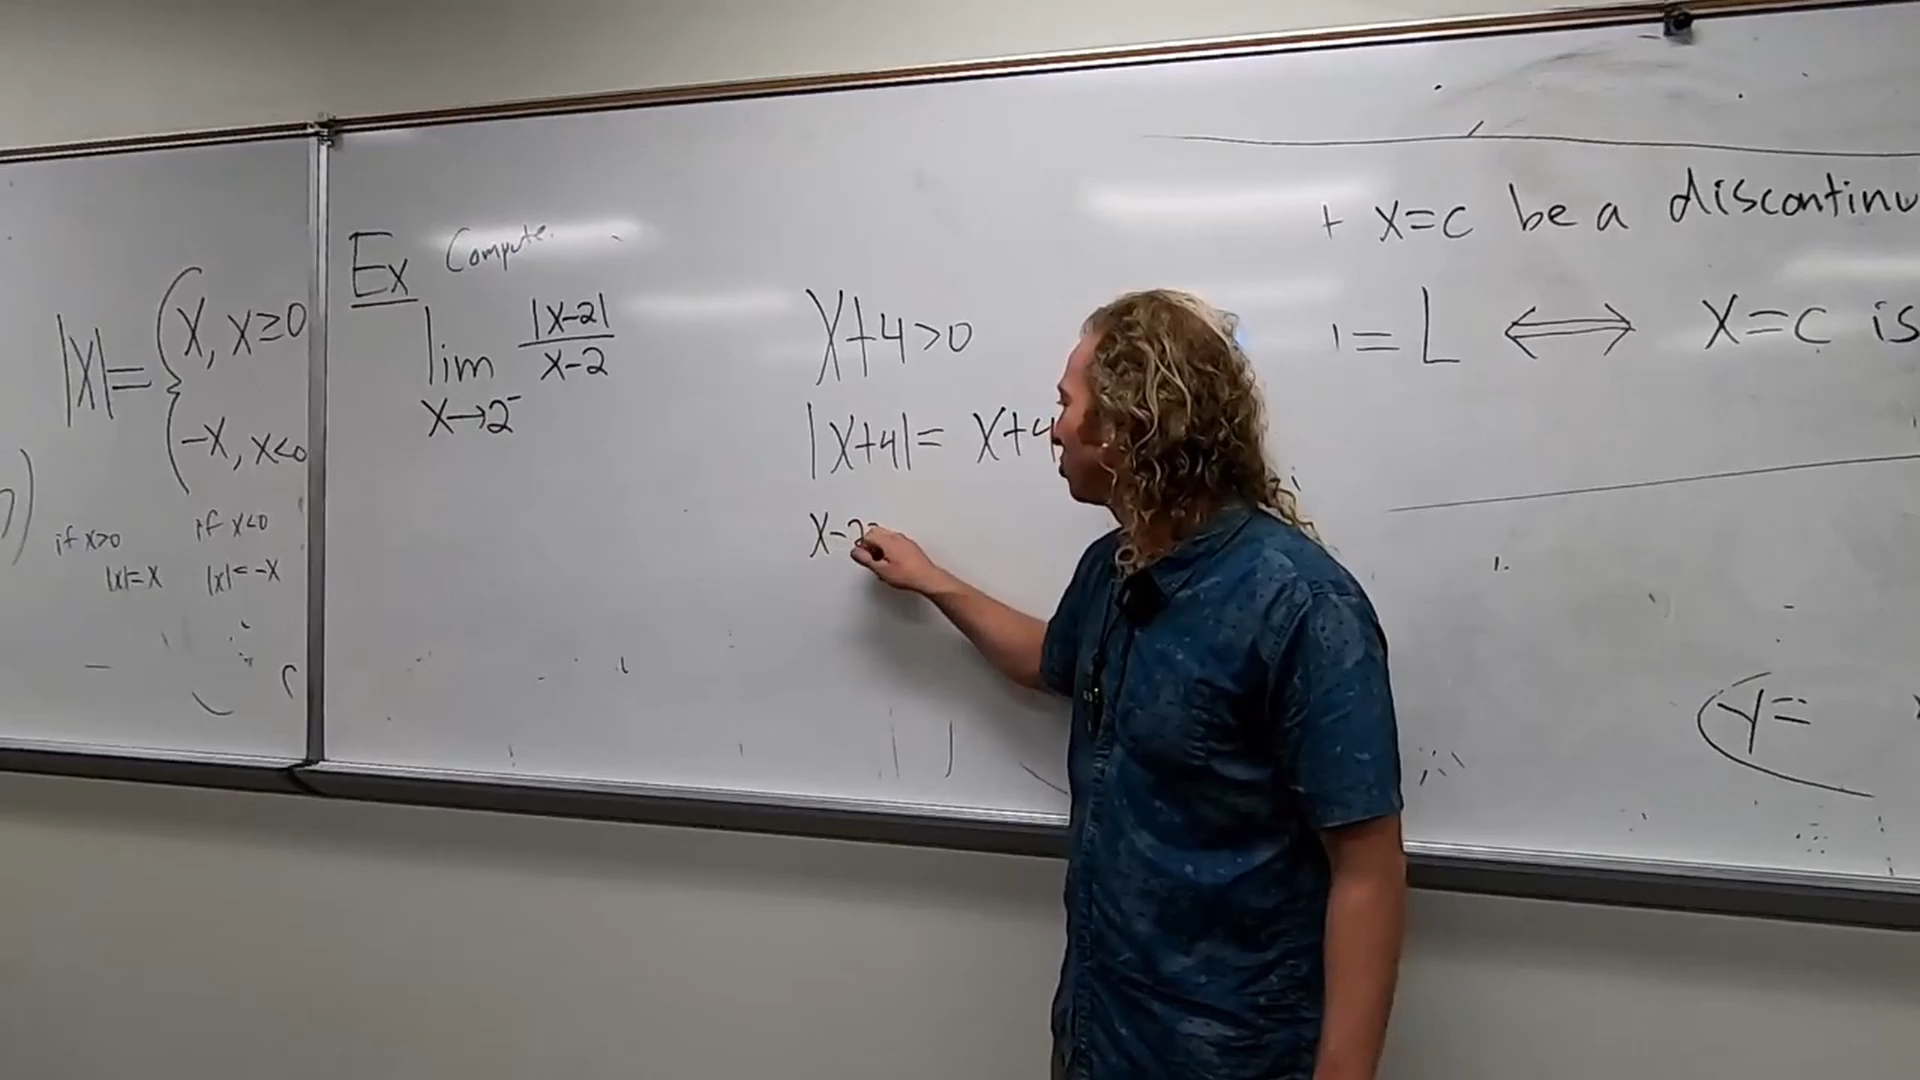 |x|= { x, x≥0
-x, x<0
if x>0
|x|=x
if x<0
|x|=-x
Ex Compute.
lim x→2⁻ |x-2| / x-2
x+4>0
|x+4|= x+4
x-2
x=c be a discontinu
= L ⟺ x=c is
y=